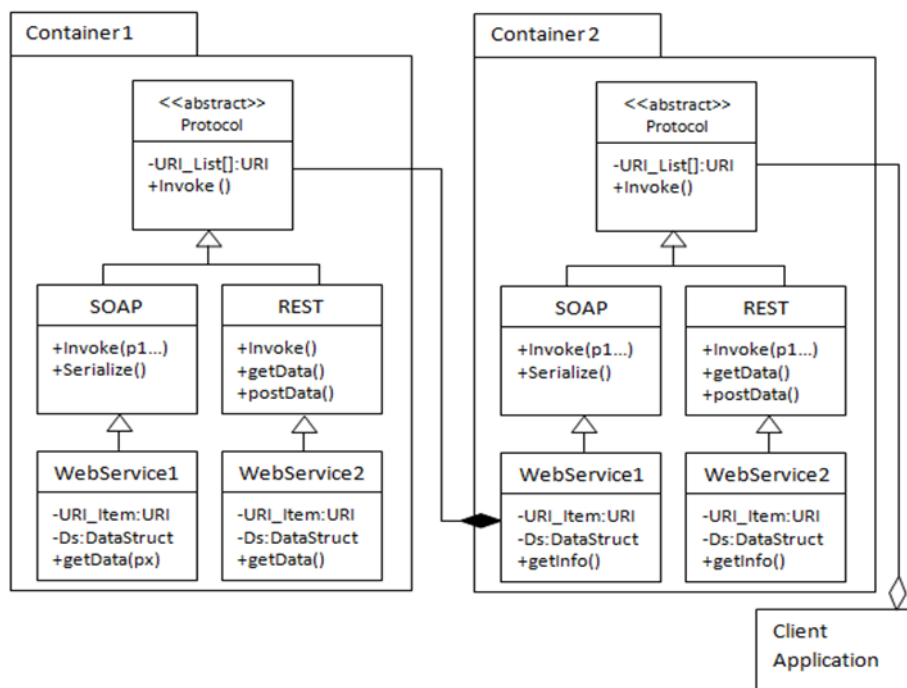 Container1
<<abstract>>
Protocol
-URI_List[]:URI
+Invoke ()
SOAP
+Invoke(p1...)
+Serialize()
REST
+Invoke()
+getData()
+postData()
WebService1
-URI_Item:URI
-Ds:DataStruct
+getData(px)
WebService2
-URI_Item:URI
-Ds:DataStruct
+getData()
Container2
<<abstract>>
Protocol
-URI_List[]:URI
+Invoke()
SOAP
+Invoke(p1...)
+Serialize()
REST
+Invoke(p1...)
+getData()
+postData()
WebService1
-URI_Item:URI
-Ds:DataStruct
+getInfo()
WebService2
-URI_Item:URI
-Ds:DataStruct
+getInfo()
Client
Application